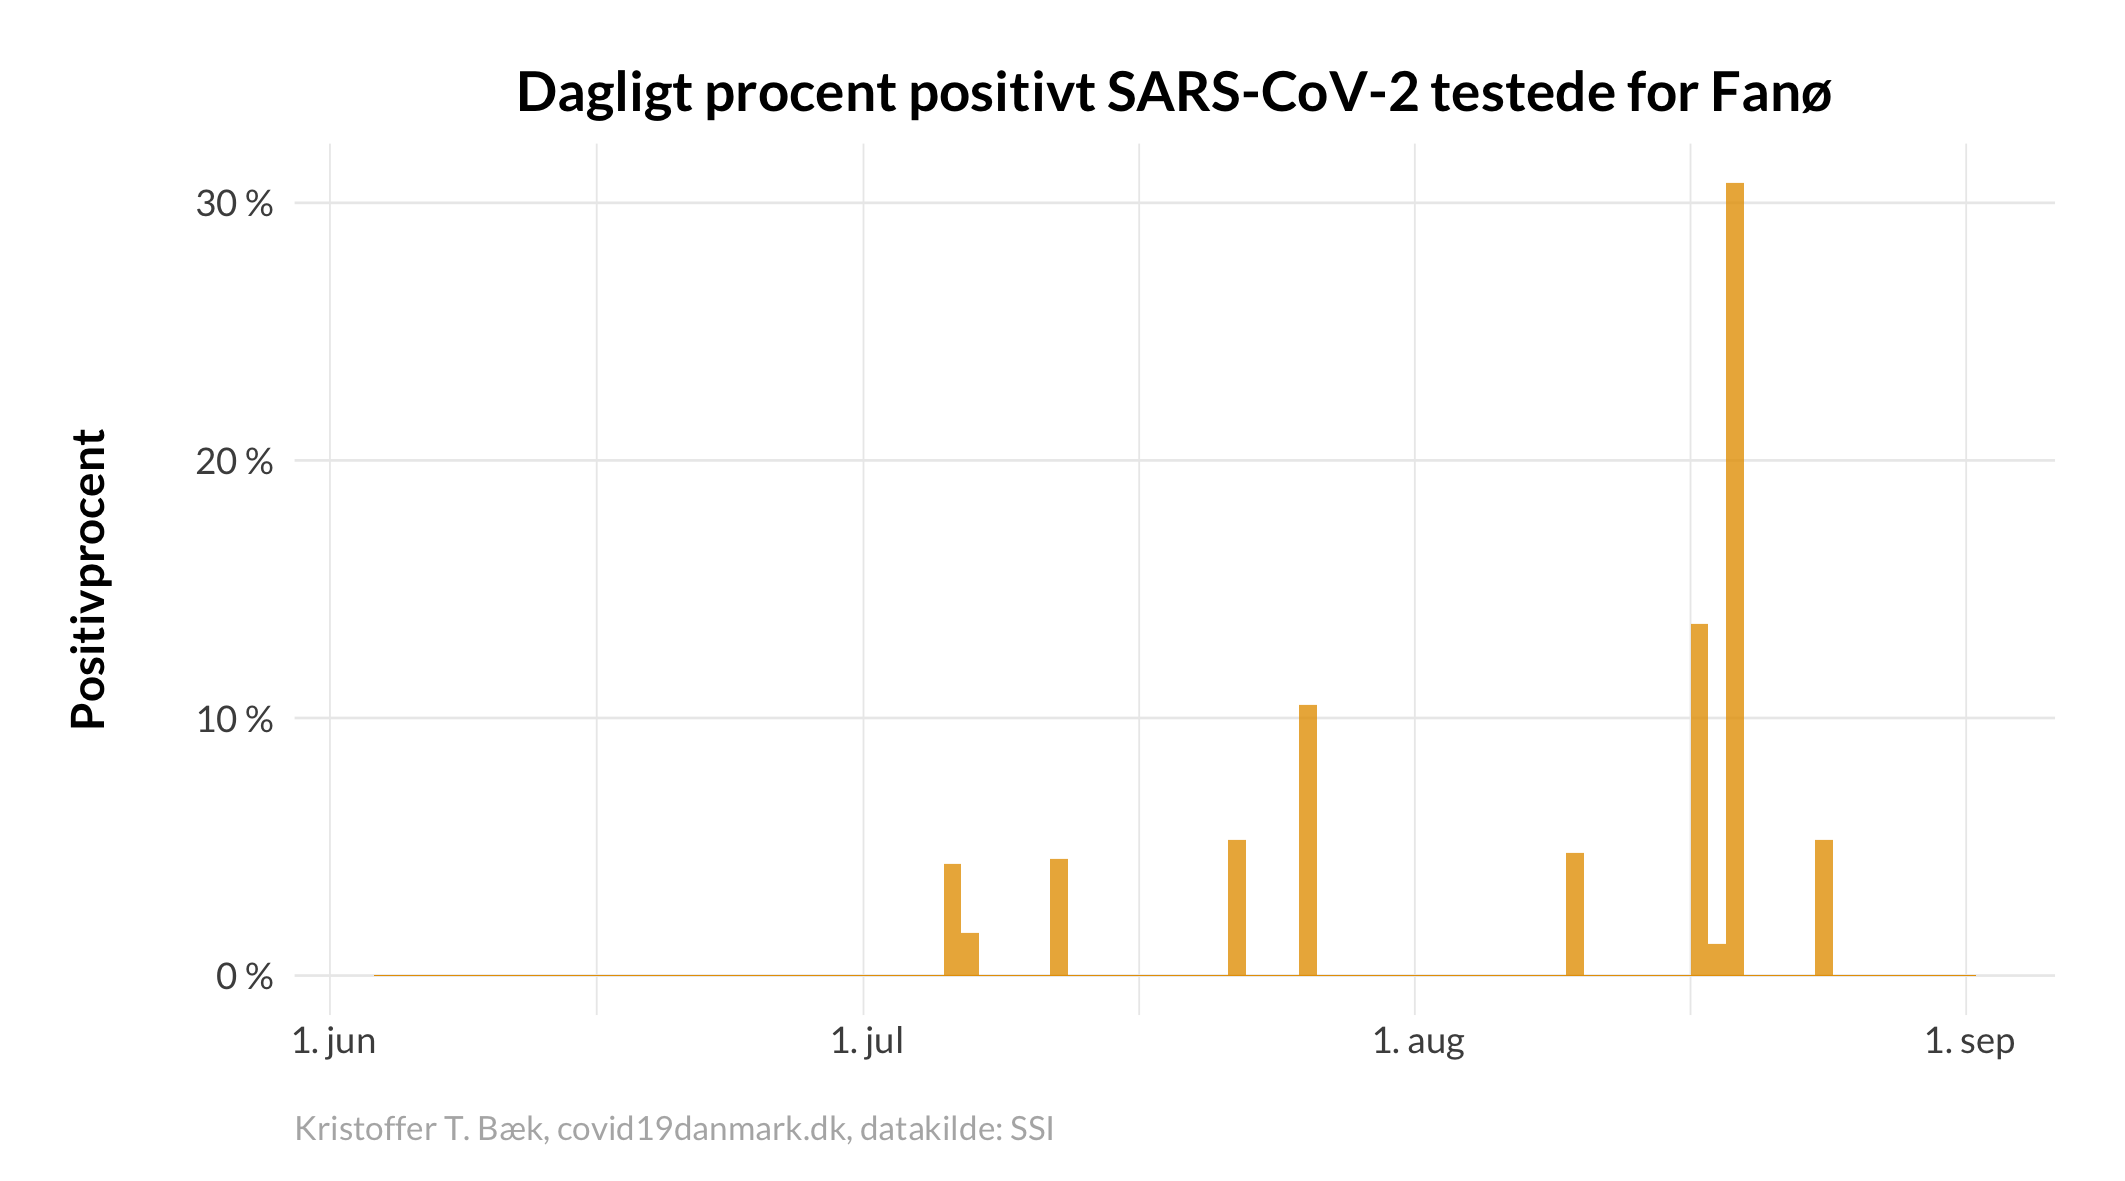 Dagligt procent positivt SARS-CoV-2 testede for Fanø
Positivprocent
30 %
20 %
10 %
0 %
1. jun
1. jul
1. aug
1. sep
Kristoffer T. Bæk, covid19danmark.dk, datakilde: SSI